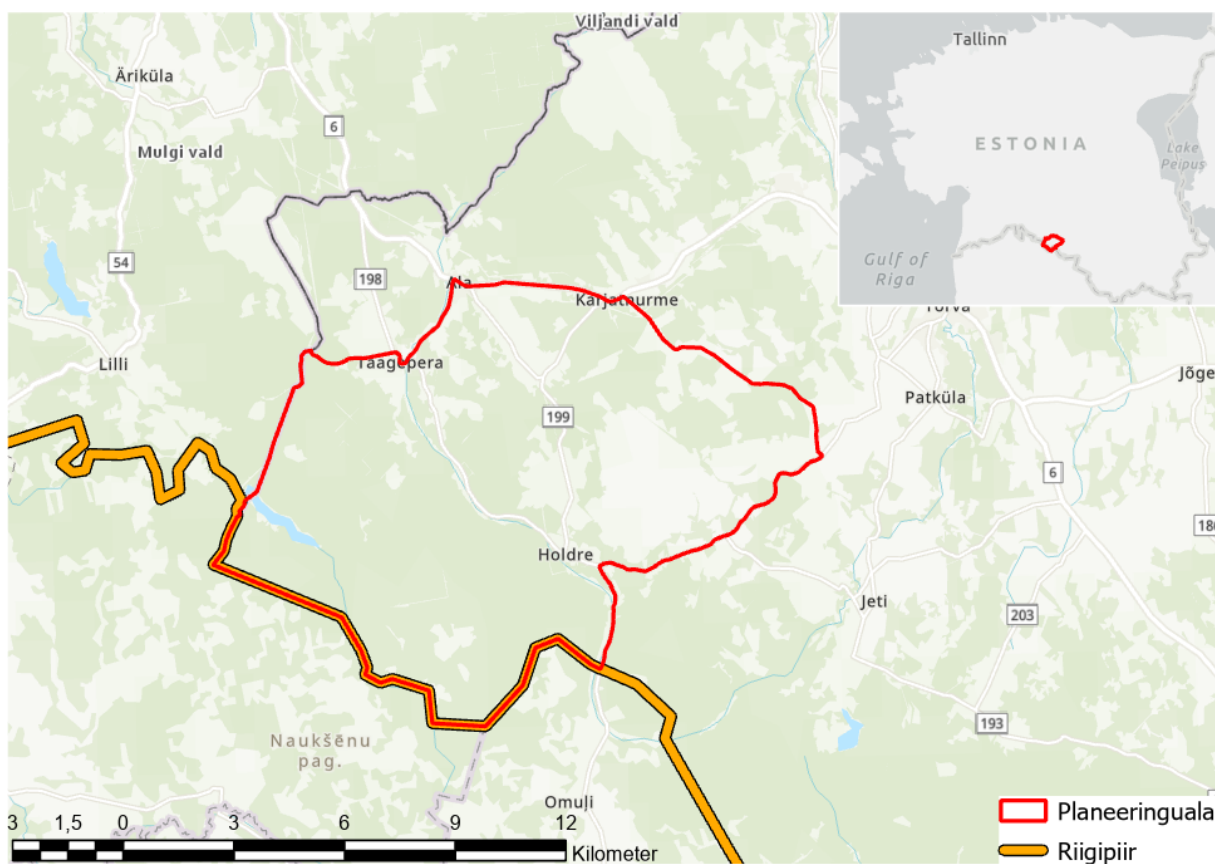 Viljandi vald
Tallinn
Äriküla
6
Mulgi vald
ESTONIA
Lake
Peipus
54
198
Ala
Gulf of
Riga
Karjatnurme
Tõrva
Lilli
Taagepera
Jõge
Patküla
199
6
186
Holdre
Jeti
203
193
Naukšēnu
pag.
Omuļi
3 1,5 0 3 6 9 12
Kilometer
Planeeringuala
Riigipiir